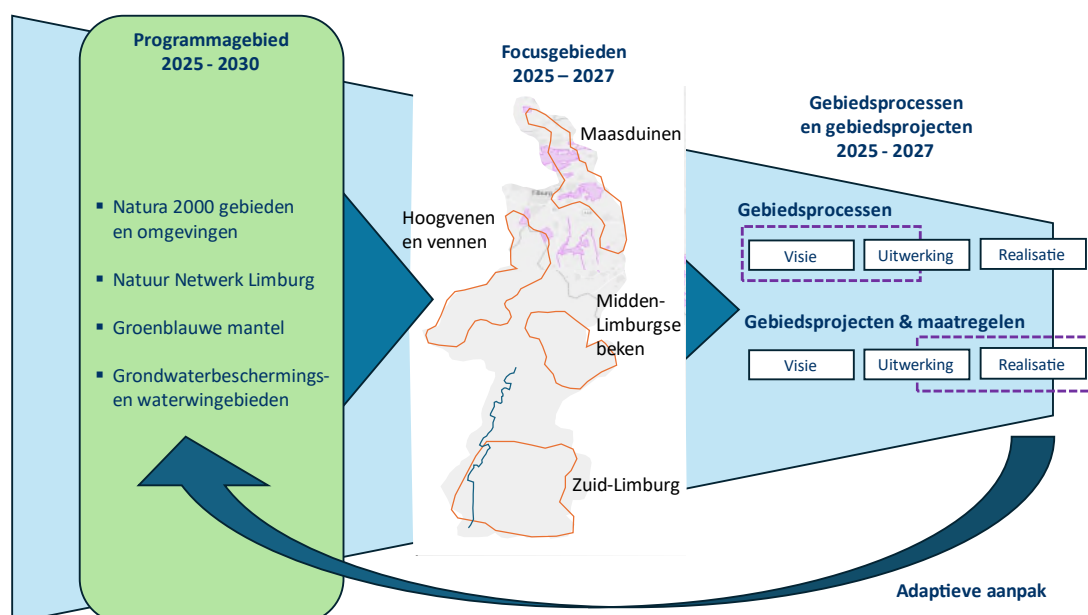 Programmagebied
2025 - 2030
▪ Natura 2000 gebieden
en omgevingen
▪ Natuur Netwerk Limburg
▪ Groenblauwe mantel
▪ Grondwaterbeschermings-
en waterwingebieden
Focusgebieden
2025 – 2027
Maasduinen
Hoogvenen
en vennen
Midden-
Limburgse
beken
Zuid-Limburg
Gebiedsprocessen
en gebiedsprojecten
2025 - 2027
Gebiedsprocessen
Visie
Uitwerking
Realisatie
Gebiedsprojecten & maatregelen
Visie
Uitwerking
Realisatie
Adaptieve aanpak